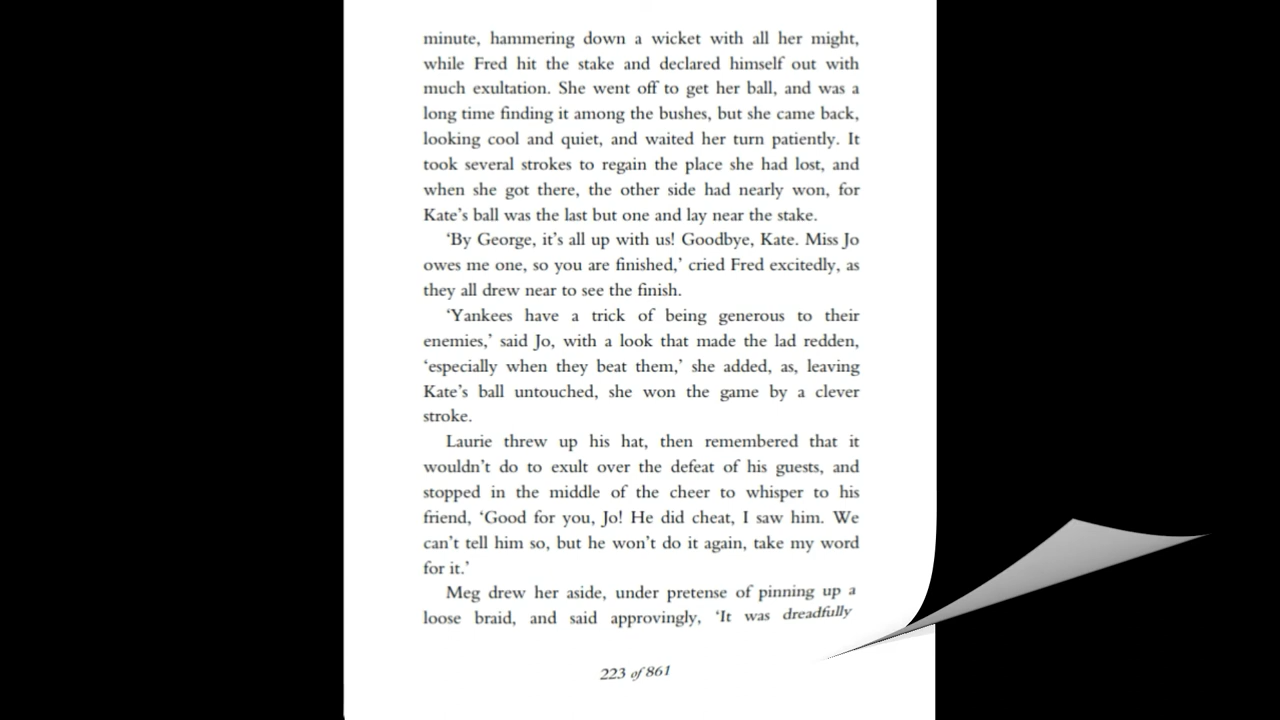 minute, hammering down a wicket with all her might,
while Fred hit the stake and declared himself out with
much exultation. She went off to get her ball, and was a
long time finding it among the bushes, but she came back,
looking cool and quiet, and waited her turn patiently. It
took several strokes to regain the place she had lost, and
when she got there, the other side had nearly won, for
Kate’s ball was the last but one and lay near the stake.
‘By George, it’s all up with us! Goodbye, Kate. Miss Jo
owes me one, so you are finished,’ cried Fred excitedly, as
they all drew near to see the finish.
‘Yankees have a trick of being generous to their
enemies,’ said Jo, with a look that made the lad redden,
‘especially when they beat them,’ she added, as, leaving
Kate’s ball untouched, she won the game by a clever
stroke.
Laurie threw up his hat, then remembered that it
wouldn’t do to exult over the defeat of his guests, and
stopped in the middle of the cheer to whisper to his
friend, ‘Good for you, Jo! He did cheat, I saw him. We
can’t tell him so, but he won’t do it again, take my word
for it.’
Meg drew her aside, under pretense of pinning up a
loose braid, and said approvingly, ‘It was dreadfully
223 of 861